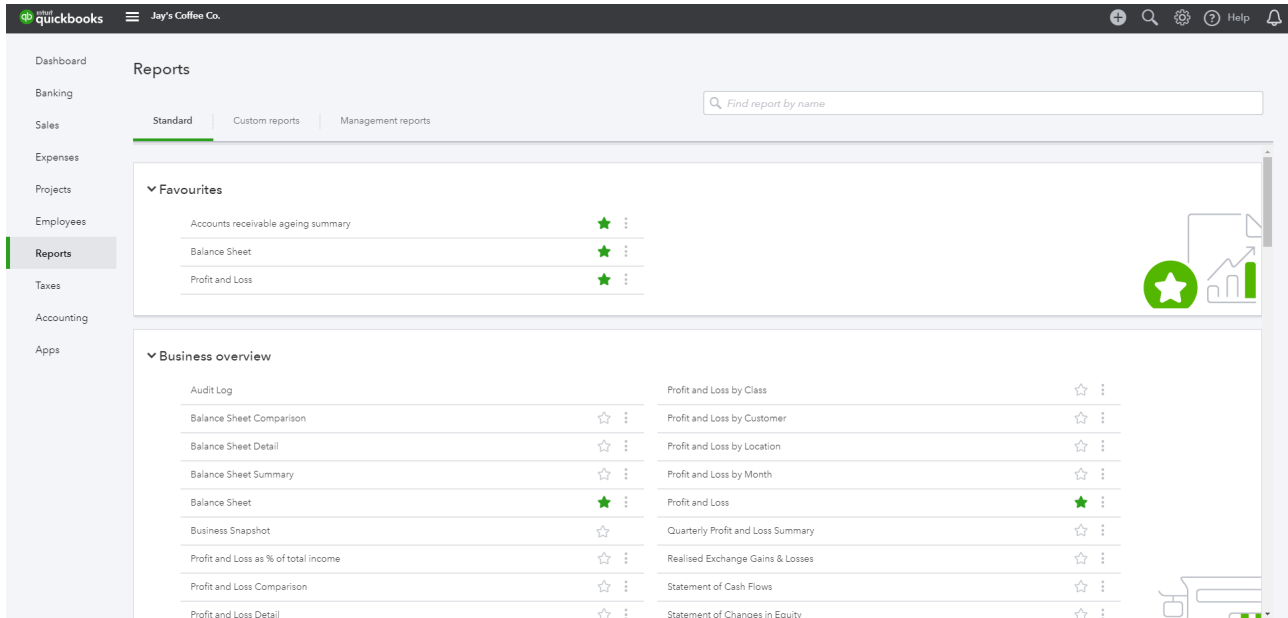 qb intuit quickbooks Jay's Coffee Co. Help
Dashboard
Banking
Sales
Expenses
Projects
Employees
Reports
Taxes
Accounting
Apps
Reports
Find report by name
Standard Custom reports Management reports
Favourites
Accounts receivable ageing summary
Balance Sheet
Profit and Loss
Business overview
Audit Log
Balance Sheet Comparison
Balance Sheet Detail
Balance Sheet Summary
Balance Sheet
Business Snapshot
Profit and Loss as % of total income
Profit and Loss Comparison
Profit and Loss Detail
Profit and Loss by Class
Profit and Loss by Customer
Profit and Loss by Location
Profit and Loss by Month
Profit and Loss
Quarterly Profit and Loss Summary
Realised Exchange Gains & Losses
Statement of Cash Flows
Statement of Changes in Equity